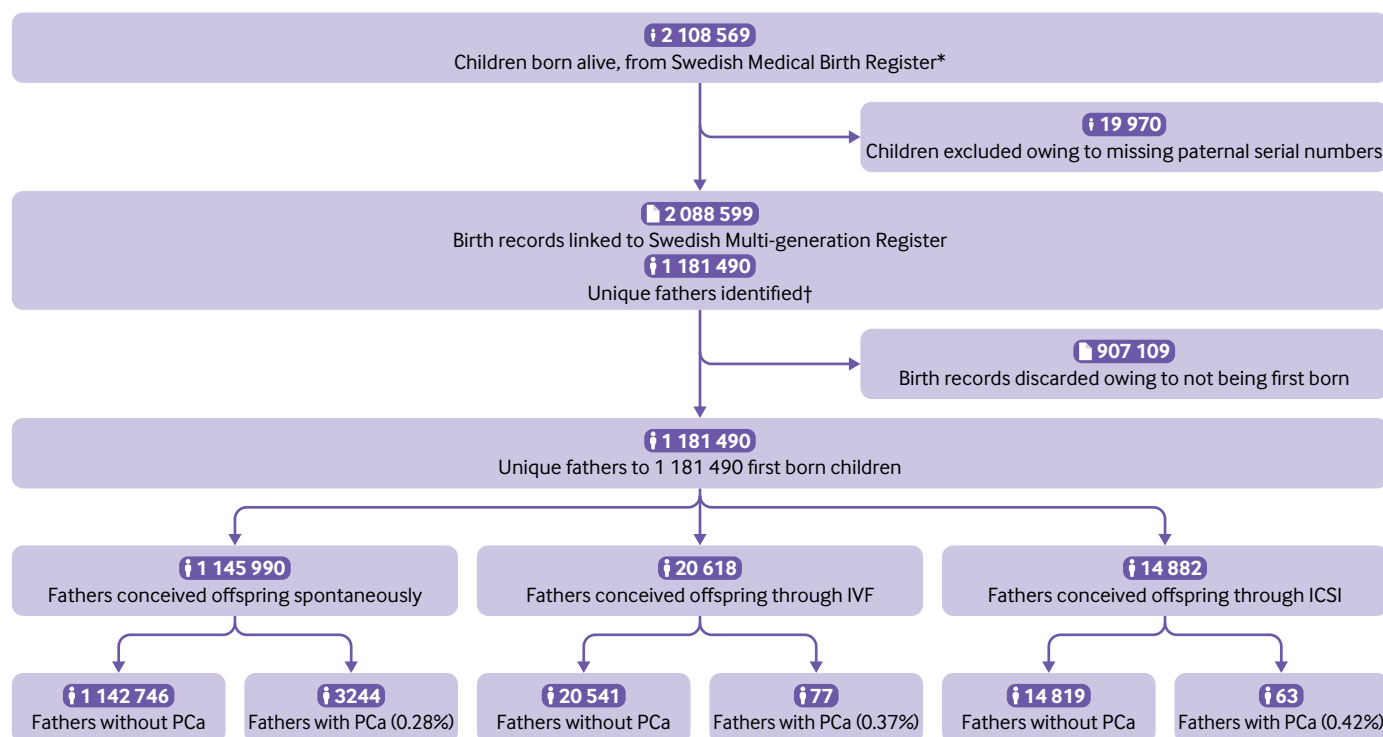 2 108 569
Children born alive, from Swedish Medical Birth Register*
19 970
Children excluded owing to missing paternal serial numbers
2 088 599
Birth records linked to Swedish Multi-generation Register
1 181 490
Unique fathers identified†
907 109
Birth records discarded owing to not being first born
1 181 490
Unique fathers to 1 181 490 first born children
1 145 990
Fathers conceived offspring spontaneously
20 618
Fathers conceived offspring through IVF
14 882
Fathers conceived offspring through ICSI
1 142 746
Fathers without PCa
3244
Fathers with PCa (0.28%)
20 541
Fathers without PCa
77
Fathers with PCa (0.37%)
14 819
Fathers without PCa
63
Fathers with PCa (0.42%)